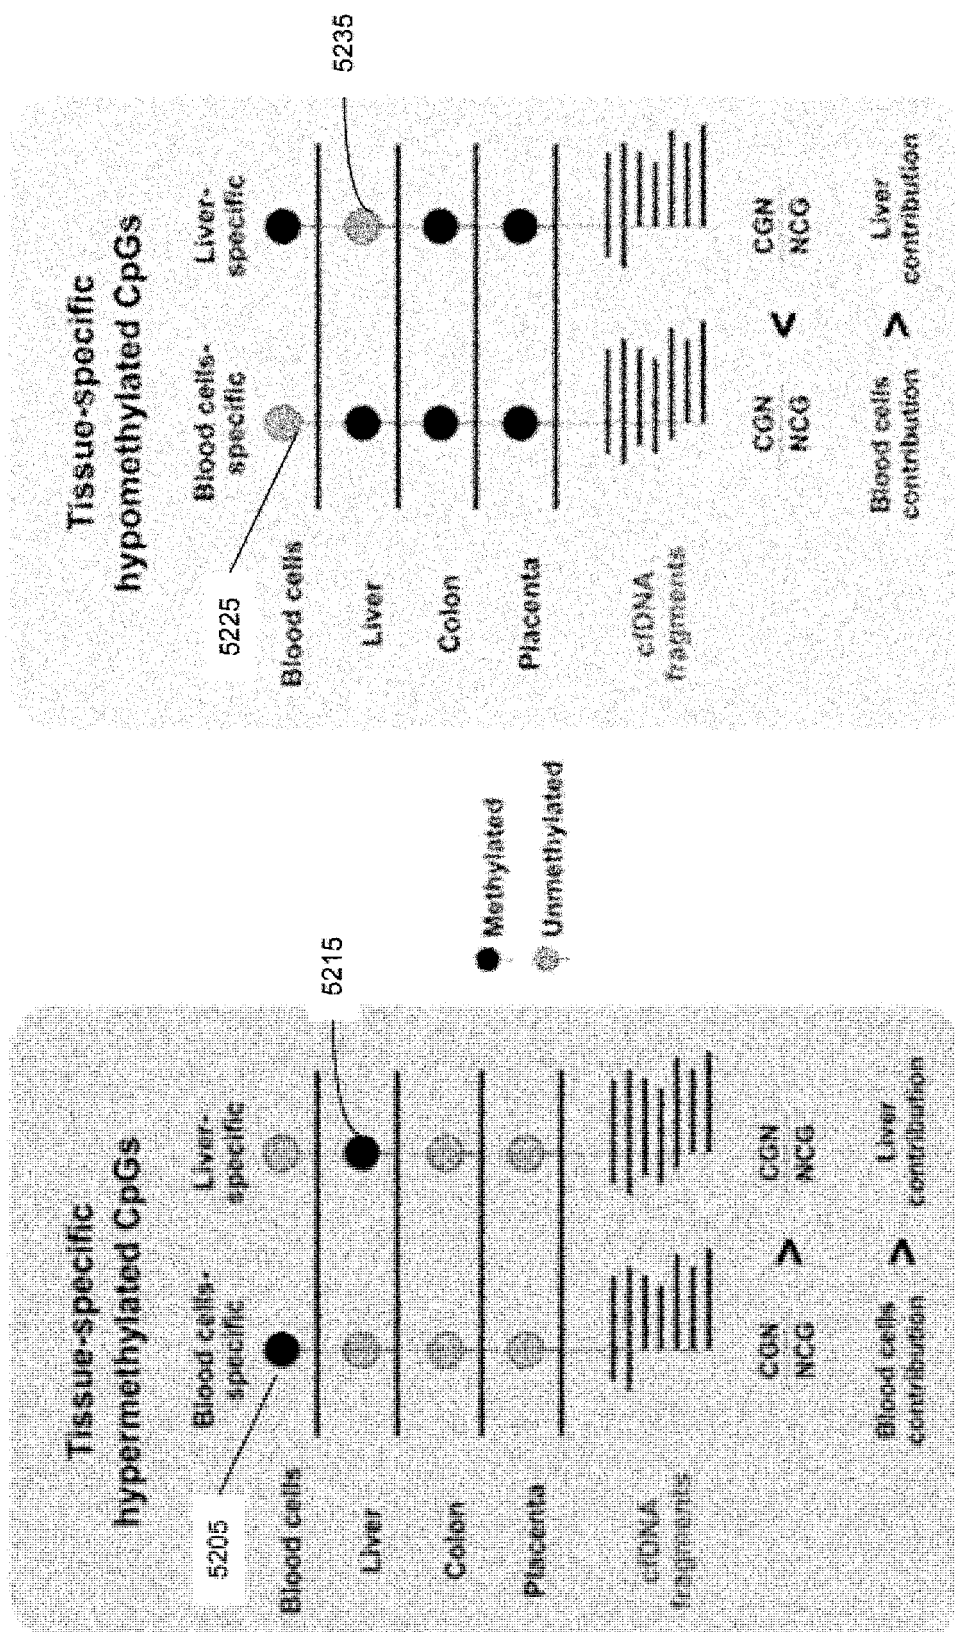 Tissue-specific
hypermethylated CpGs
Blood cells-
specific
Liver-
specific
5205
Blood cells
5215
Liver
Colon
Placenta
cfDNA
fragments
CGN
NCG
>
CGN
NCG
Blood cells
contribution
>
Liver
contribution
Methylated
Unmethylated
Tissue-specific
hypomethylated CpGs
Blood cells-
specific
Liver-
specific
5225
Blood cells
5235
Liver
Colon
Placenta
cfDNA
fragments
CGN
NCG
<
CGN
NCG
Blood cells
contribution
>
Liver
contribution